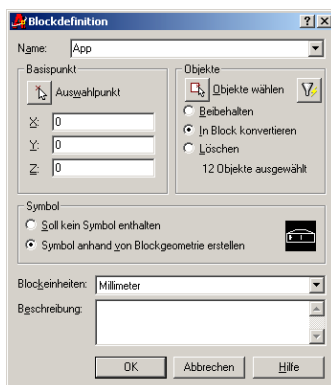 Blockdefinition
Name: App
Basispunkt
Auswahlpunkt
X: 0
Y: 0
Z: 0
Objekte
Objekte wählen
Beibehalten
In Block konvertieren
Löschen
12 Objekte ausgewählt
Symbol
Soll kein Symbol enthalten
Symbol anhand von Blockgeometrie erstellen
Blockeinheiten: Millimeter
Beschreibung:
OK Abbrechen Hilfe